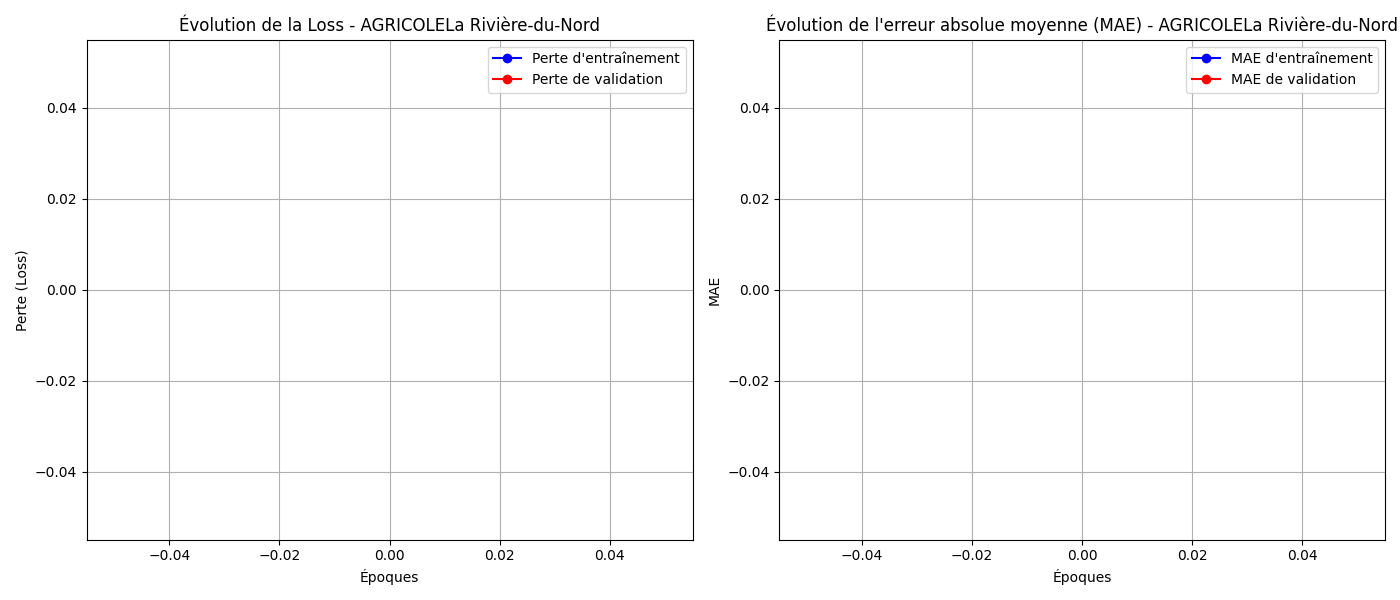 Évolution de la Loss - AGRICOLELa Rivière-du-Nord
Perte d'entraînement
Perte de validation
0.04
0.02
0.00
−0.02
−0.04
Perte (Loss)
−0.04
−0.02
0.00
0.02
0.04
Époques
Évolution de l'erreur absolue moyenne (MAE) - AGRICOLELa Rivière-du-Nord
MAE d'entraînement
MAE de validation
0.04
0.02
0.00
−0.02
−0.04
MAE
−0.04
−0.02
0.00
0.02
0.04
Époques